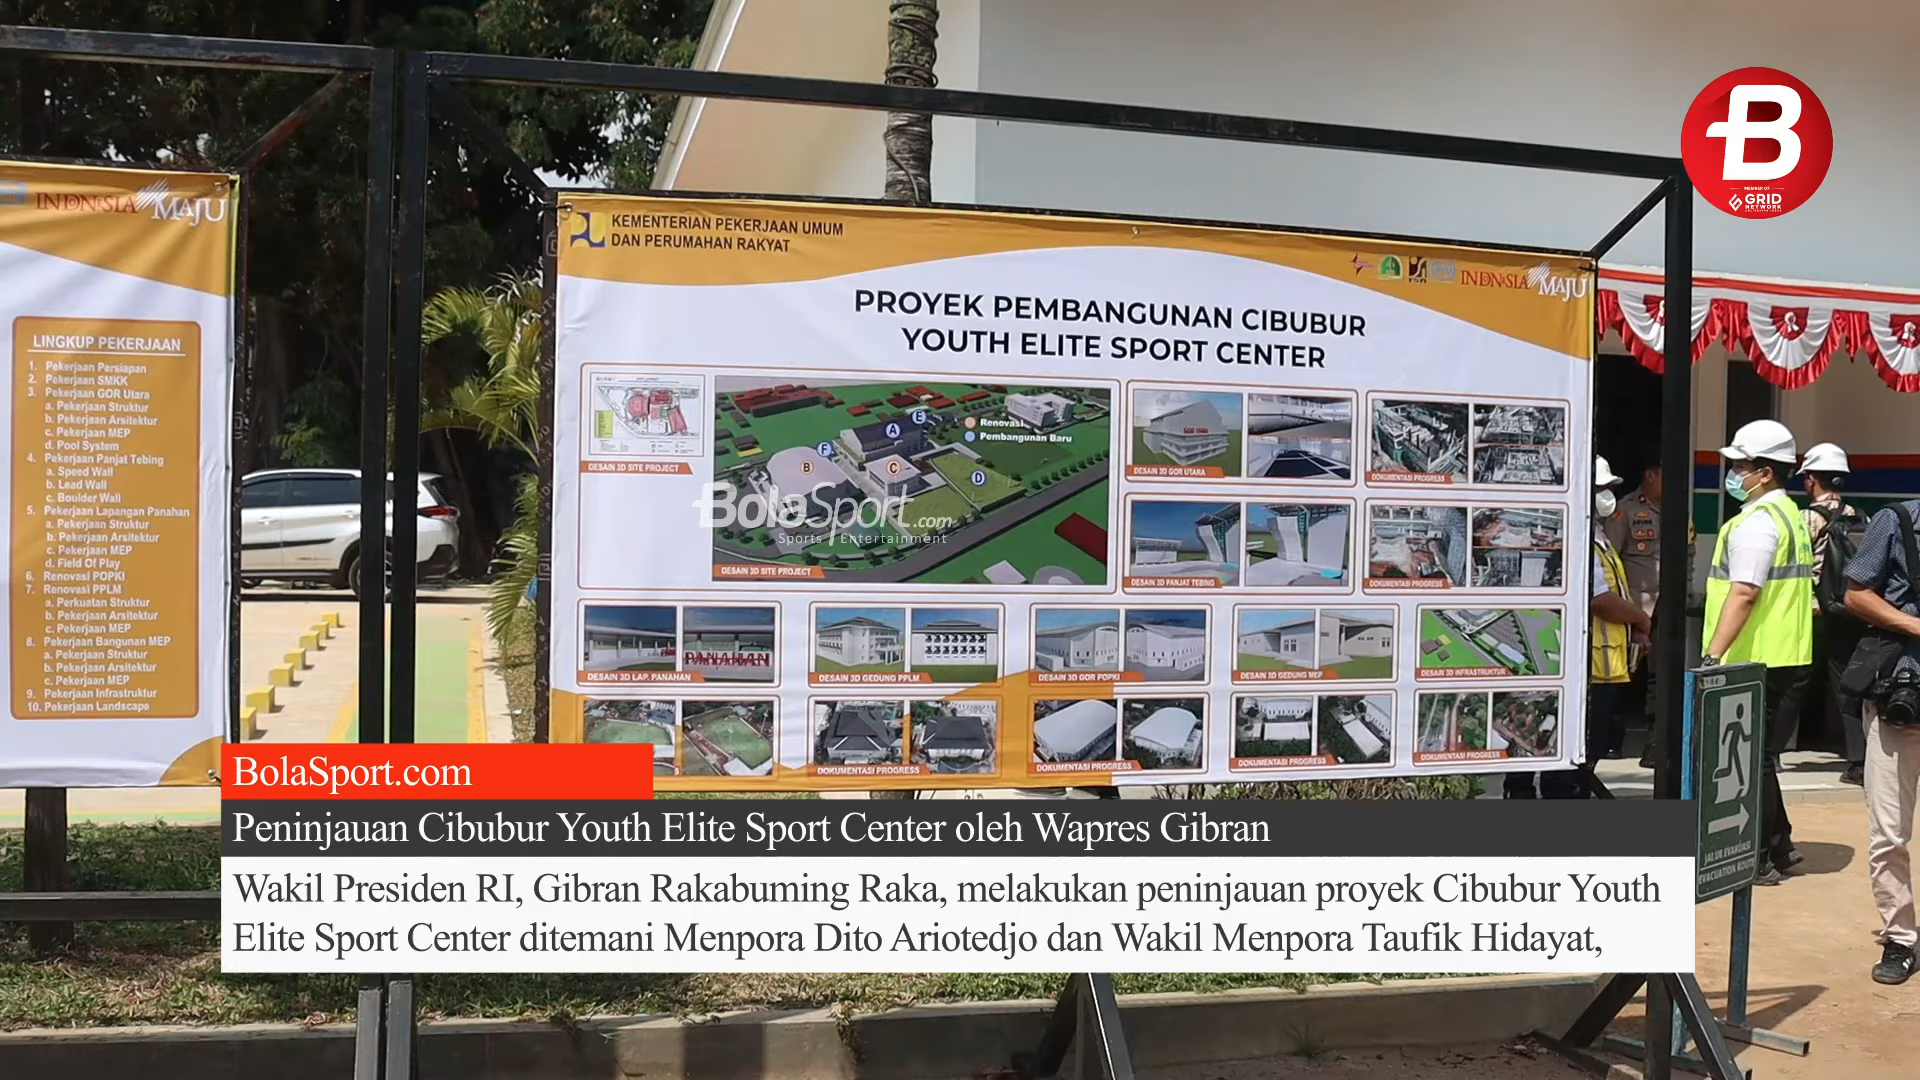 B
MEMBER OF
GRID
NETWORK
INDONESIA MAJU
LINGKUP PEKERJAAN
1. Pekerjaan Persiapan
2. Pekerjaan SMKK
3. Pekerjaan GOR Utara
a. Pekerjaan Struktur
b. Pekerjaan Arsitektur
c. Pekerjaan MEP
d. Pool System
4. Pekerjaan Panjat Tebing
a. Speed Wall
b. Lead Wall
c. Boulder Wall
5. Pekerjaan Lapangan Panahan
a. Pekerjaan Struktur
b. Pekerjaan Arsitektur
c. Pekerjaan MEP
d. Field Of Play
6. Renovasi POPKI
7. Renovasi PPLM
a. Perkuatan Struktur
b. Pekerjaan Arsitektur
c. Pekerjaan MEP
8. Pekerjaan Bangunan MEP
a. Pekerjaan Struktur
b. Pekerjaan Arsitektur
c. Pekerjaan MEP
9. Pekerjaan Infrastruktur
10. Pekerjaan Landscape
PU
KEMENTERIAN PEKERJAAN UMUM
DAN PERUMAHAN RAKYAT
INDONESIA MAJU
PROYEK PEMBANGUNAN CIBUBUR
YOUTH ELITE SPORT CENTER
DESAIN 3D SITE PROJECT
A
B
C
D
E
F
Renovasi
Pembangunan Baru
DESAIN 3D SITE PROJECT
DESAIN 3D GOR UTARA
DOKUMENTASI PROGRESS
DESAIN 3D PANJAT TEBING
DOKUMENTASI PROGRESS
PANAHAN
DESAIN 3D LAP. PANAHAN
DESAIN 3D GEDUNG PPLM
DESAIN 3D GOR POPKI
DESAIN 3D GEDUNG MEP
DESAIN 3D INFRASTRUKTUR
DOKUMENTASI PROGRESS
DOKUMENTASI PROGRESS
DOKUMENTASI PROGRESS
DOKUMENTASI PROGRESS
BolaSport.com
Sports | Entertainment
JALUR EVAKUASI
EVACUATION ROUTE
BolaSport.com
Peninjauan Cibubur Youth Elite Sport Center oleh Wapres Gibran
Wakil Presiden RI, Gibran Rakabuming Raka, melakukan peninjauan proyek Cibubur Youth
Elite Sport Center ditemani Menpora Dito Ariotedjo dan Wakil Menpora Taufik Hidayat,